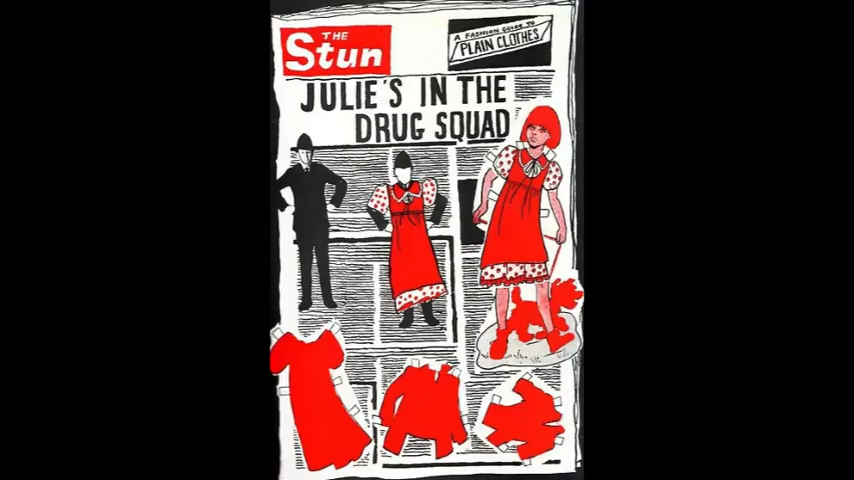 THE
Stun
A FASHION GUIDE TO
PLAIN CLOTHES
JULIE'S IN THE
DRUG SQUAD